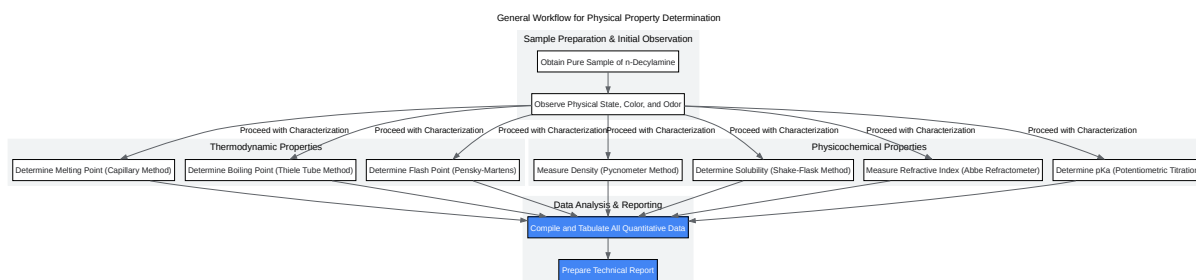 General Workflow for Physical Property Determination
Sample Preparation & Initial Observation
Obtain Pure Sample of n-Decylamine
Observe Physical State, Color, and Odor
Proceed with Characterization
Proceed with Characterization
Proceed with Characterization
Proceed with Characterization
Proceed with Characterization
Proceed with Characterization
Proceed with Characterization
Thermodynamic Properties
Physicochemical Properties
Determine Melting Point (Capillary Method)
Determine Boiling Point (Thiele Tube Method)
Determine Flash Point (Pensky-Martens)
Measure Density (Pycnometer Method)
Determine Solubility (Shake-Flask Method)
Measure Refractive Index (Abbe Refractometer)
Determine pKa (Potentiometric Titration
Data Analysis & Reporting
Compile and Tabulate All Quantitative Data
Prepare Technical Report